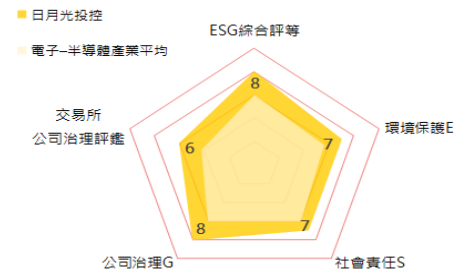 日月光投控
電子–半導體產業平均
ESG綜合評等
8
環境保護E
7
社會責任S
7
公司治理G
8
交易所
公司治理評鑑
6